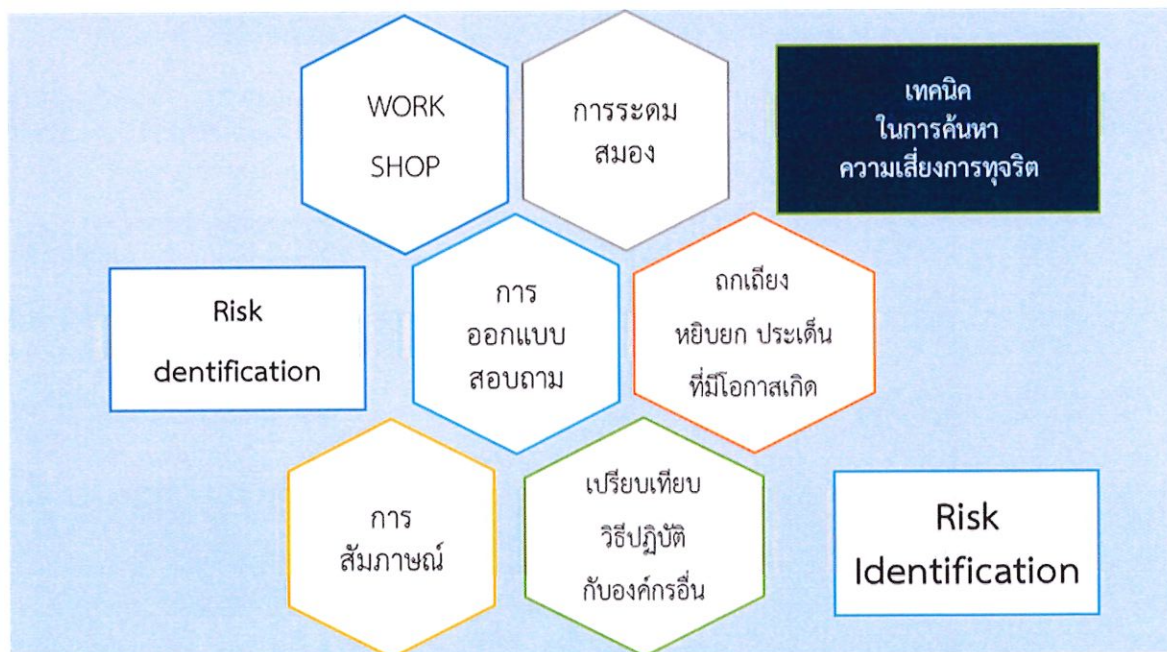 WORK
SHOP
การระดม
สมอง
เทคนิค
ในการค้นหา
ความเสี่ยงการทุจริต
Risk
dentification
การ
ออกแบบ
สอบถาม
ถกเถียง
หยิบยก ประเด็น
ที่มีโอกาสเกิด
การ
สัมภาษณ์
เปรียบเทียบ
วิธีปฏิบัติ
กับองค์กรอื่น
Risk
Identification